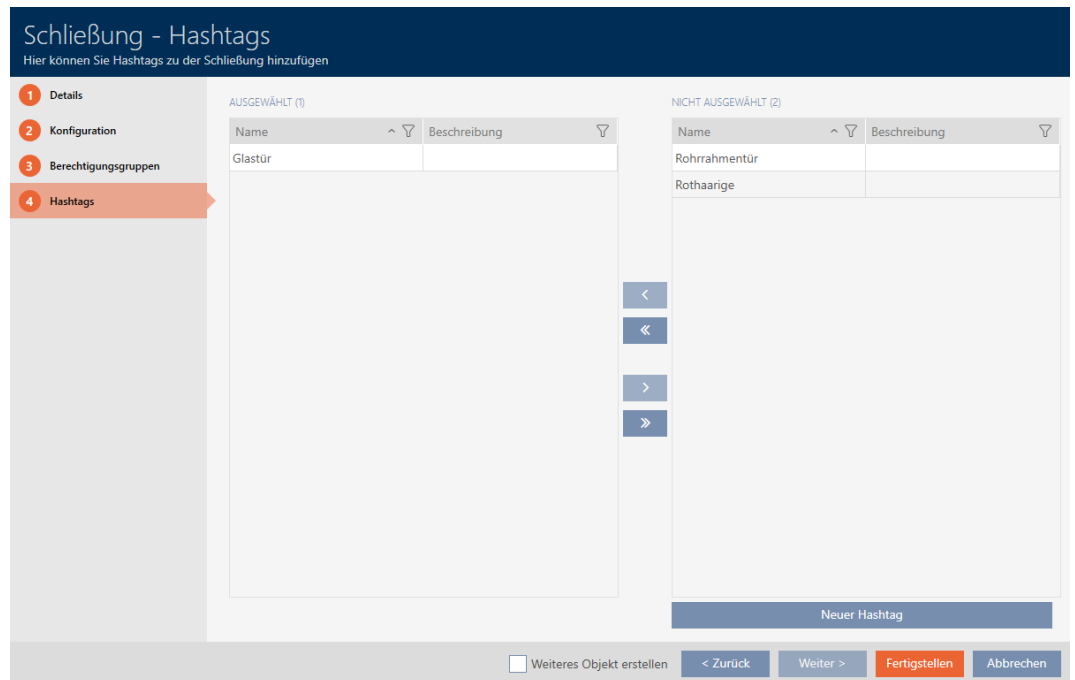 Schließung - Hashtags
Hier können Sie Hashtags zu der Schließung hinzufügen
1 Details
2 Konfiguration
3 Berechtigungsgruppen
4 Hashtags
AUSGEWÄHLT (1)
Name Beschreibung
Glastür
NICHT AUSGEWÄHLT (2)
Name Beschreibung
Rohrrahmentür
Rothaarige
Neuer Hashtag
Weiteres Objekt erstellen < Zurück Weiter > Fertigstellen Abbrechen